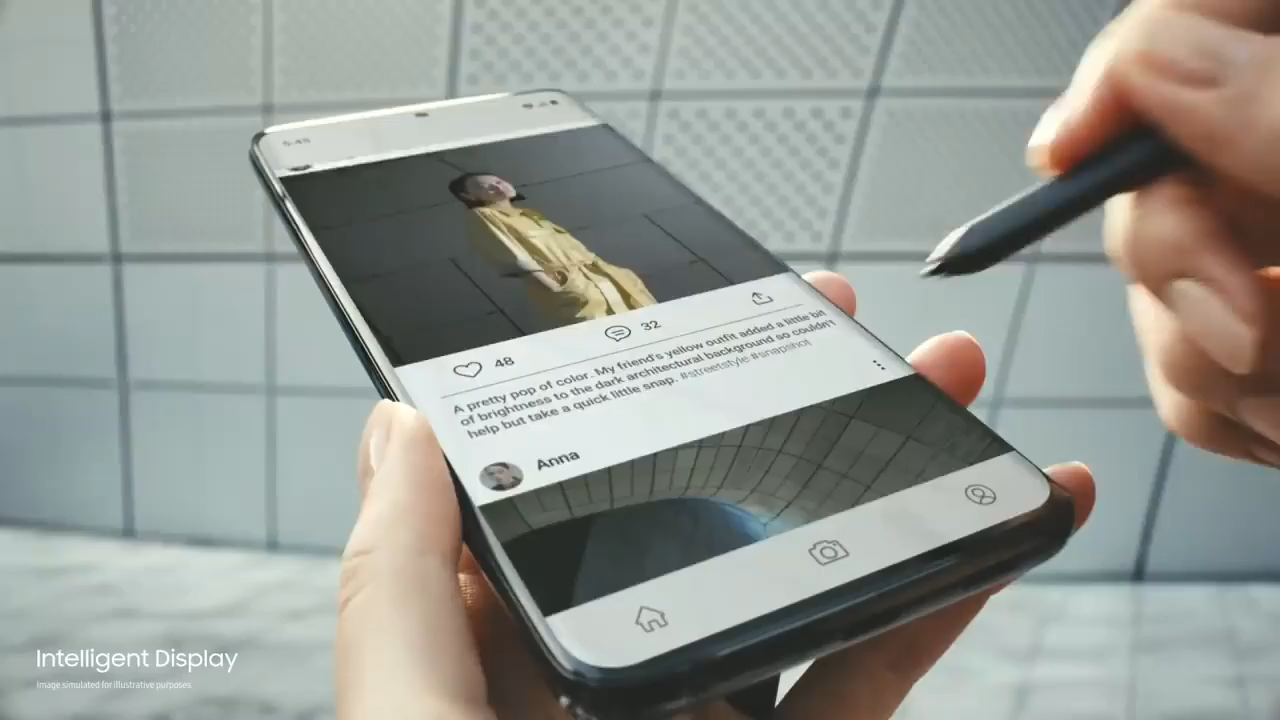 5:45
48
32
A pretty pop of color. My friend's yellow outfit added a little bit
of brightness to the dark architectural background so couldn't
help but take a quick little snap. #streetstyle #snapshot
Anna
Intelligent Display
Image simulated for illustrative purposes.